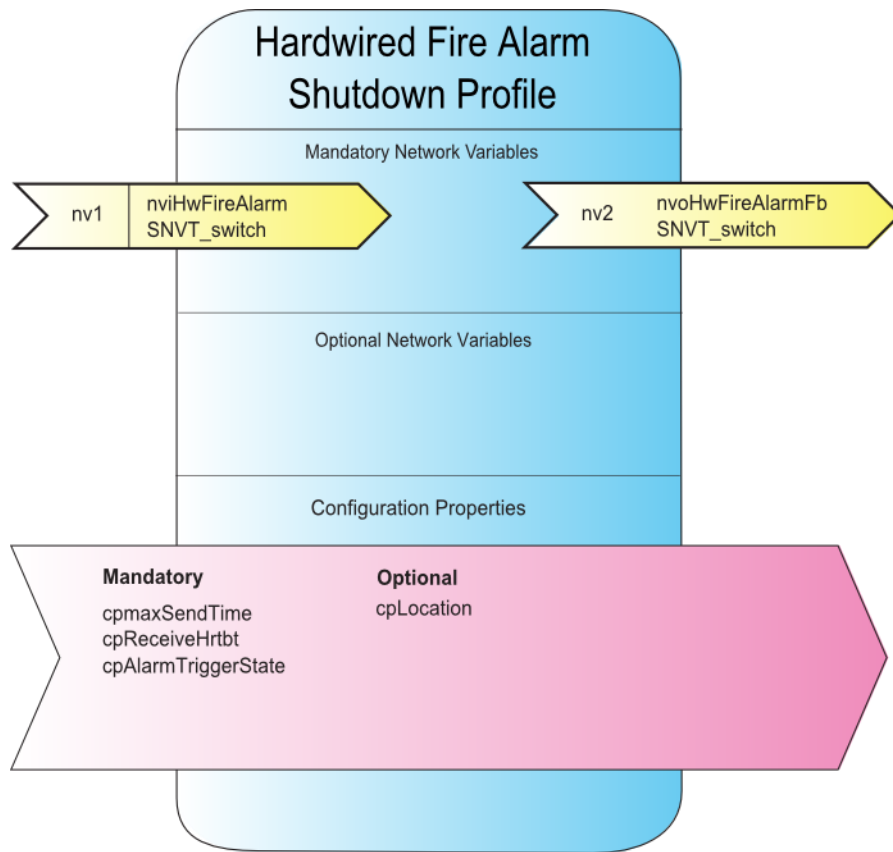 Hardwired Fire Alarm
Shutdown Profile
Mandatory Network Variables
nv1
nviHwFireAlarm
SNVT_switch
nv2
nvoHwFireAlarmFb
SNVT_switch
Optional Network Variables
Configuration Properties
Mandatory
cpmaxSendTime
cpReceiveHrtbt
cpAlarmTriggerState
Optional
cpLocation